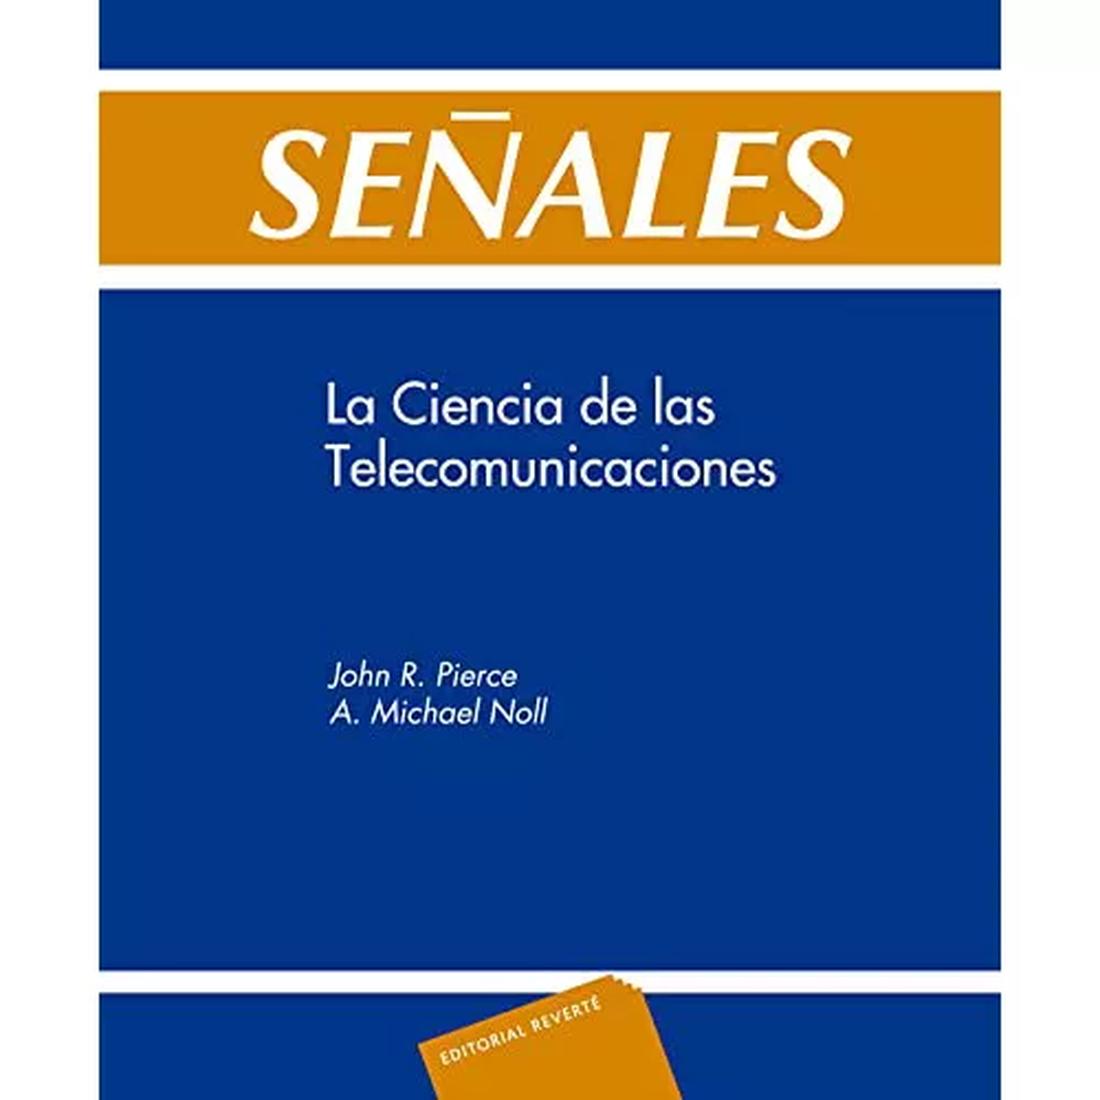 SEÑALES
La Ciencia de las
Telecomunicaciones
John R. Pierce
A. Michael Noll
EDITORIAL REVERTÉ